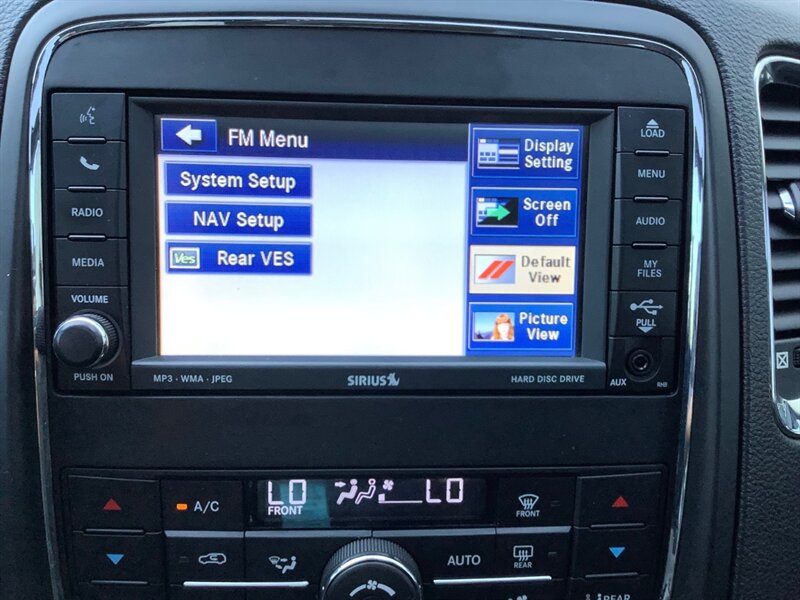 FM Menu
System Setup
NAV Setup
Ves
Rear VES
Display
Setting
Screen
Off
Default
View
Picture
View
RADIO
MEDIA
VOLUME
PUSH ON
LOAD
MENU
AUDIO
MY
FILES
PULL
AUX
RHB
MP3 · WMA · JPEG
SIRIUS
HARD DISC DRIVE
A/C
LO
FRONT
LO
FRONT
AUTO
REAR
REAR